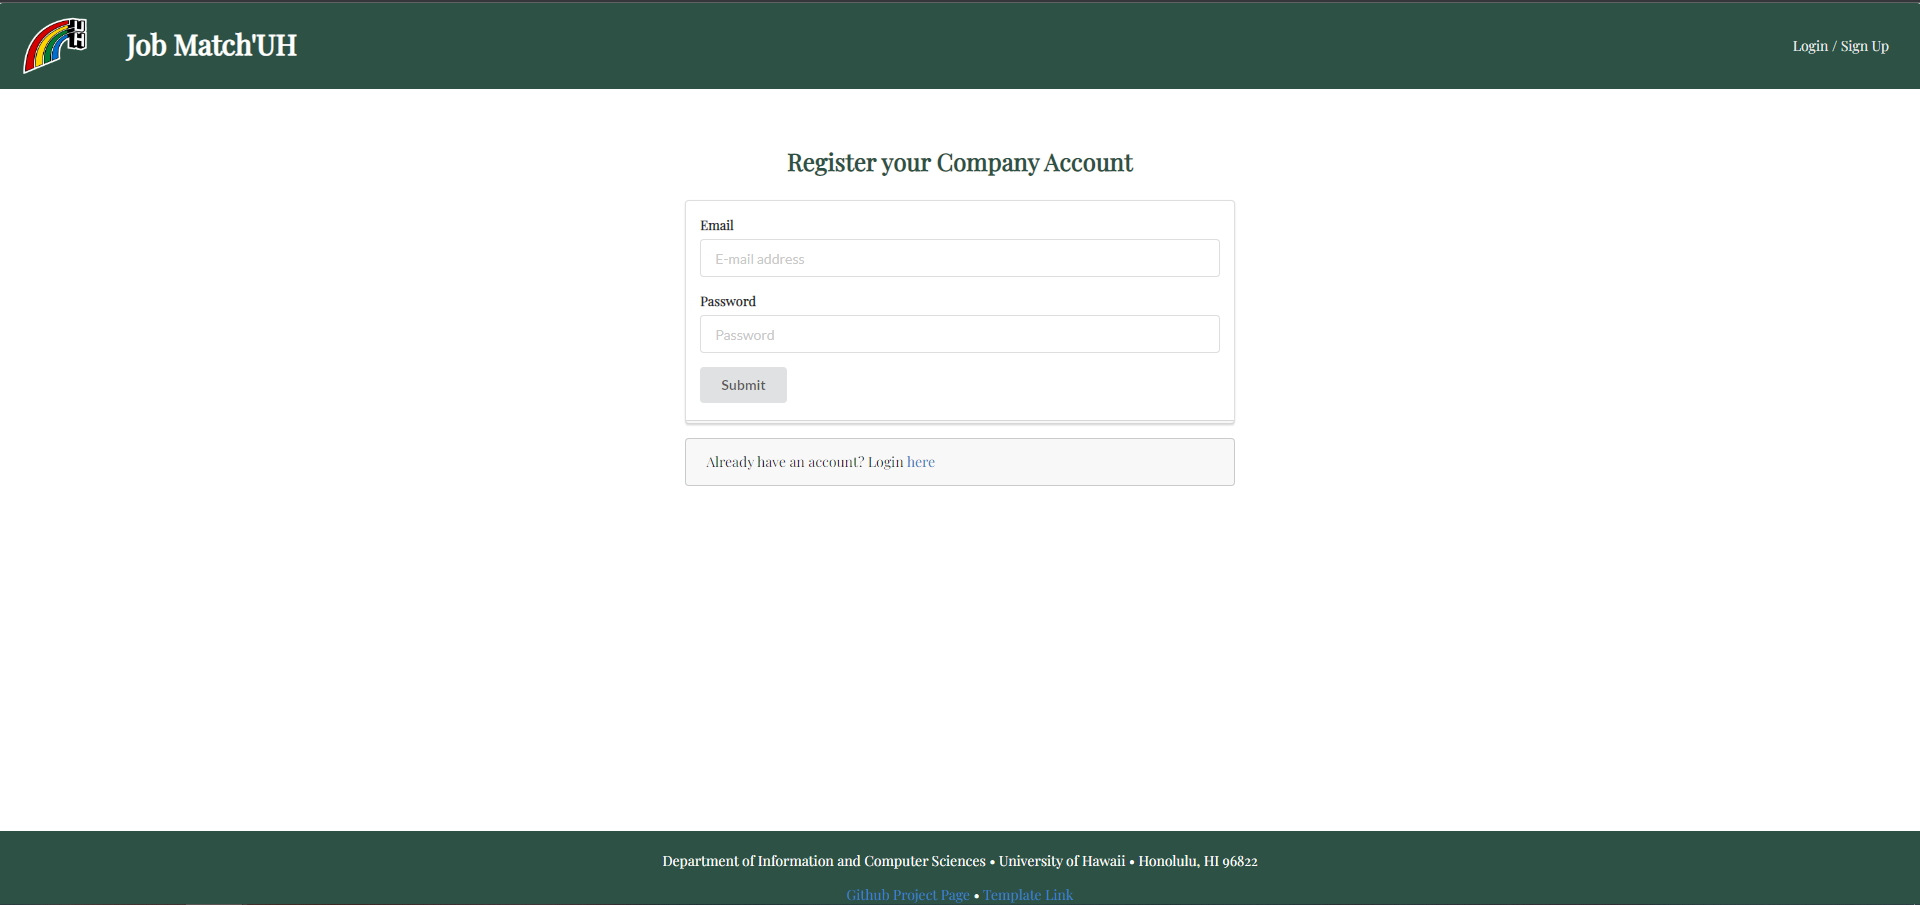 UH
Job Match'UH
Login / Sign Up
Register your Company Account
Email
E-mail address
Password
Password
Submit
Already have an account? Login here
Department of Information and Computer Sciences • University of Hawaii • Honolulu, HI 96822
Github Project Page • Template Link